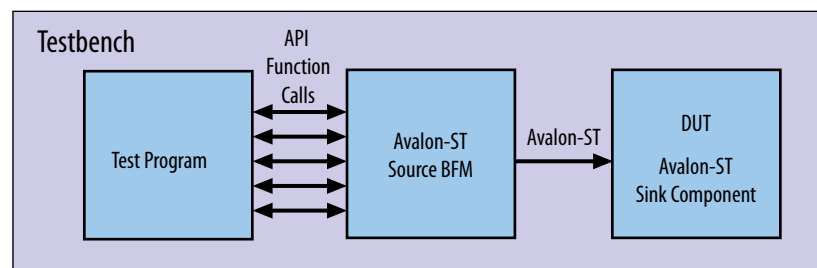 Testbench
API
Function
Calls
Test Program
Avalon-ST
Source BFM
Avalon-ST
DUT
Avalon-ST
Sink Component